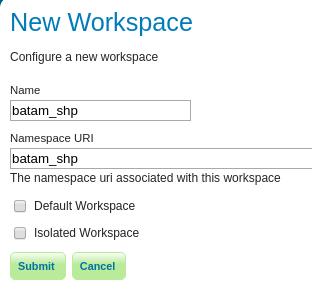 New Workspace
Configure a new workspace
Name
batam_shp
Namespace URI
batam_shp
The namespace uri associated with this workspace
Default Workspace
Isolated Workspace
Submit Cancel